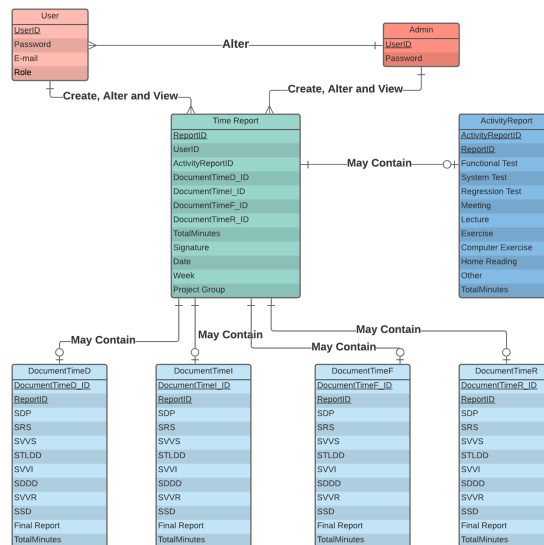 User
UserID
Password
E-mail
Role
Alter
Admin
UserID
Password
Create, Alter and View
Create, Alter and View
Time Report
ReportID
UserID
ActivityReportID
DocumentTimeD_ID
DocumentTimeI_ID
DocumentTimeF_ID
DocumentTimeR_ID
TotalMinutes
Signature
Date
Week
Project Group
May Contain
ActivityReport
ActivityReportID
ReportID
Functional Test
System Test
Regression Test
Meeting
Lecture
Exercise
Computer Exercise
Home Reading
Other
TotalMinutes
May Contain
May Contain
May Contain
May Contain
DocumentTimeD
DocumentTimeD_ID
ReportID
SDP
SRS
SVVS
STLDD
SVVI
SDDD
SVVR
SSD
Final Report
TotalMinutes
DocumentTimeI
DocumentTimeI_ID
ReportID
SDP
SRS
SVVS
STLDD
SVVI
SDDD
SVVR
SSD
Final Report
TotalMinutes
DocumentTimeF
DocumentTimeF_ID
ReportID
SDP
SRS
SVVS
STLDD
SVVI
SDDD
SVVR
SSD
Final Report
TotalMinutes
DocumentTimeR
DocumentTimeR_ID
ReportID
SDP
SRS
SVVS
STLDD
SVVI
SDDD
SVVR
SSD
Final Report
TotalMinutes